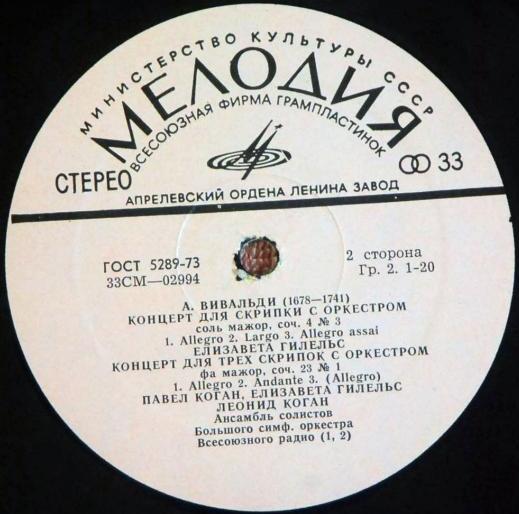 МИНИСТЕРСТВО КУЛЬТУРЫ СССР
МЕЛОДИЯ
ВСЕСОЮЗНАЯ ФИРМА ГРАМПЛАСТИНОК
СТЕРЕО
33
АПРЕЛЕВСКИЙ ОРДЕНА ЛЕНИНА ЗАВОД
ГОСТ 5289-73
33СМ—02994
2 сторона
Гр. 2. 1-20
А. ВИВАЛЬДИ (1678—1741)
КОНЦЕРТ ДЛЯ СКРИПКИ С ОРКЕСТРОМ
соль мажор, соч. 4 № 3
1. Allegro 2. Largo 3. Allegro assai
ЕЛИЗАВЕТА ГИЛЕЛЬС
КОНЦЕРТ ДЛЯ ТРЕХ СКРИПОК С ОРКЕСТРОМ
фа мажор, соч. 23 № 1
1. Allegro 2. Andante 3. (Allegro)
ПАВЕЛ КОГАН, ЕЛИЗАВЕТА ГИЛЕЛЬС
ЛЕОНИД КОГАН
Ансамбль солистов
Большого симф. оркестра
Всесоюзного радио (1, 2)